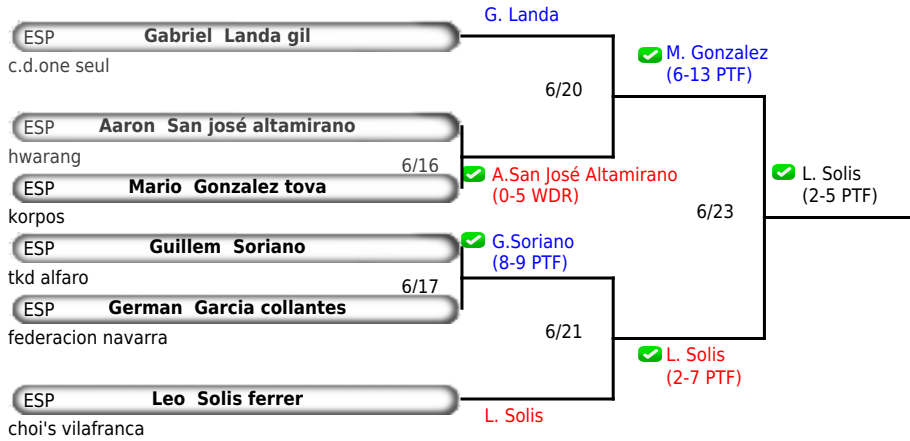 G. Landa
ESP Gabriel Landa gil
c.d.one seul
M. Gonzalez
(6-13 PTF)
6/20
ESP Aaron San josé altamirano
hwarang
6/16
A.San José Altamirano
(0-5 WDR)
L. Solis
(2-5 PTF)
ESP Mario Gonzalez tova
korpos
6/23
ESP Guillem Soriano
G.Soriano
(8-9 PTF)
tkd alfaro
6/17
ESP German Garcia collantes
federacion navarra
6/21
L. Solis
(2-7 PTF)
ESP Leo Solis ferrer
L. Solis
choi's vilafranca